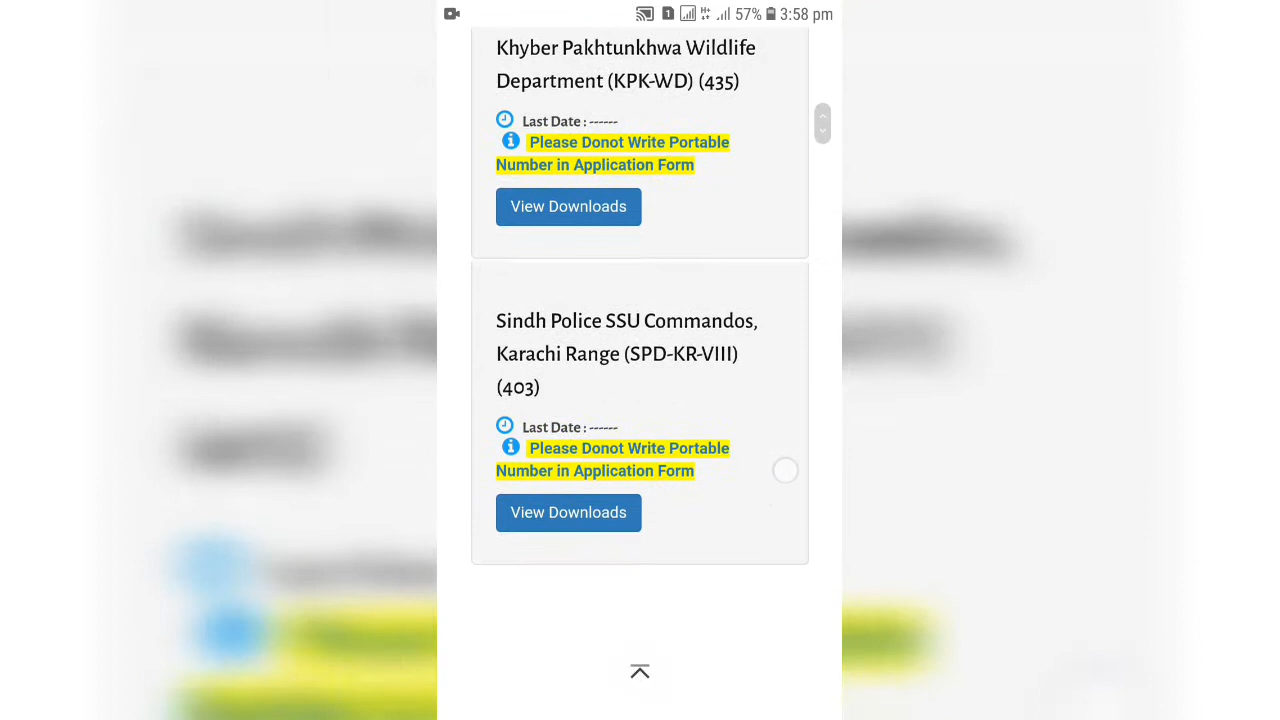 57% 3:58 pm
Khyber Pakhtunkhwa Wildlife
Department (KPK-WD) (435)
Last Date : ------
Please Donot Write Portable
Number in Application Form
View Downloads
Sindh Police SSU Commandos,
Karachi Range (SPD-KR-VIII)
(403)
Last Date : ------
Please Donot Write Portable
Number in Application Form
View Downloads